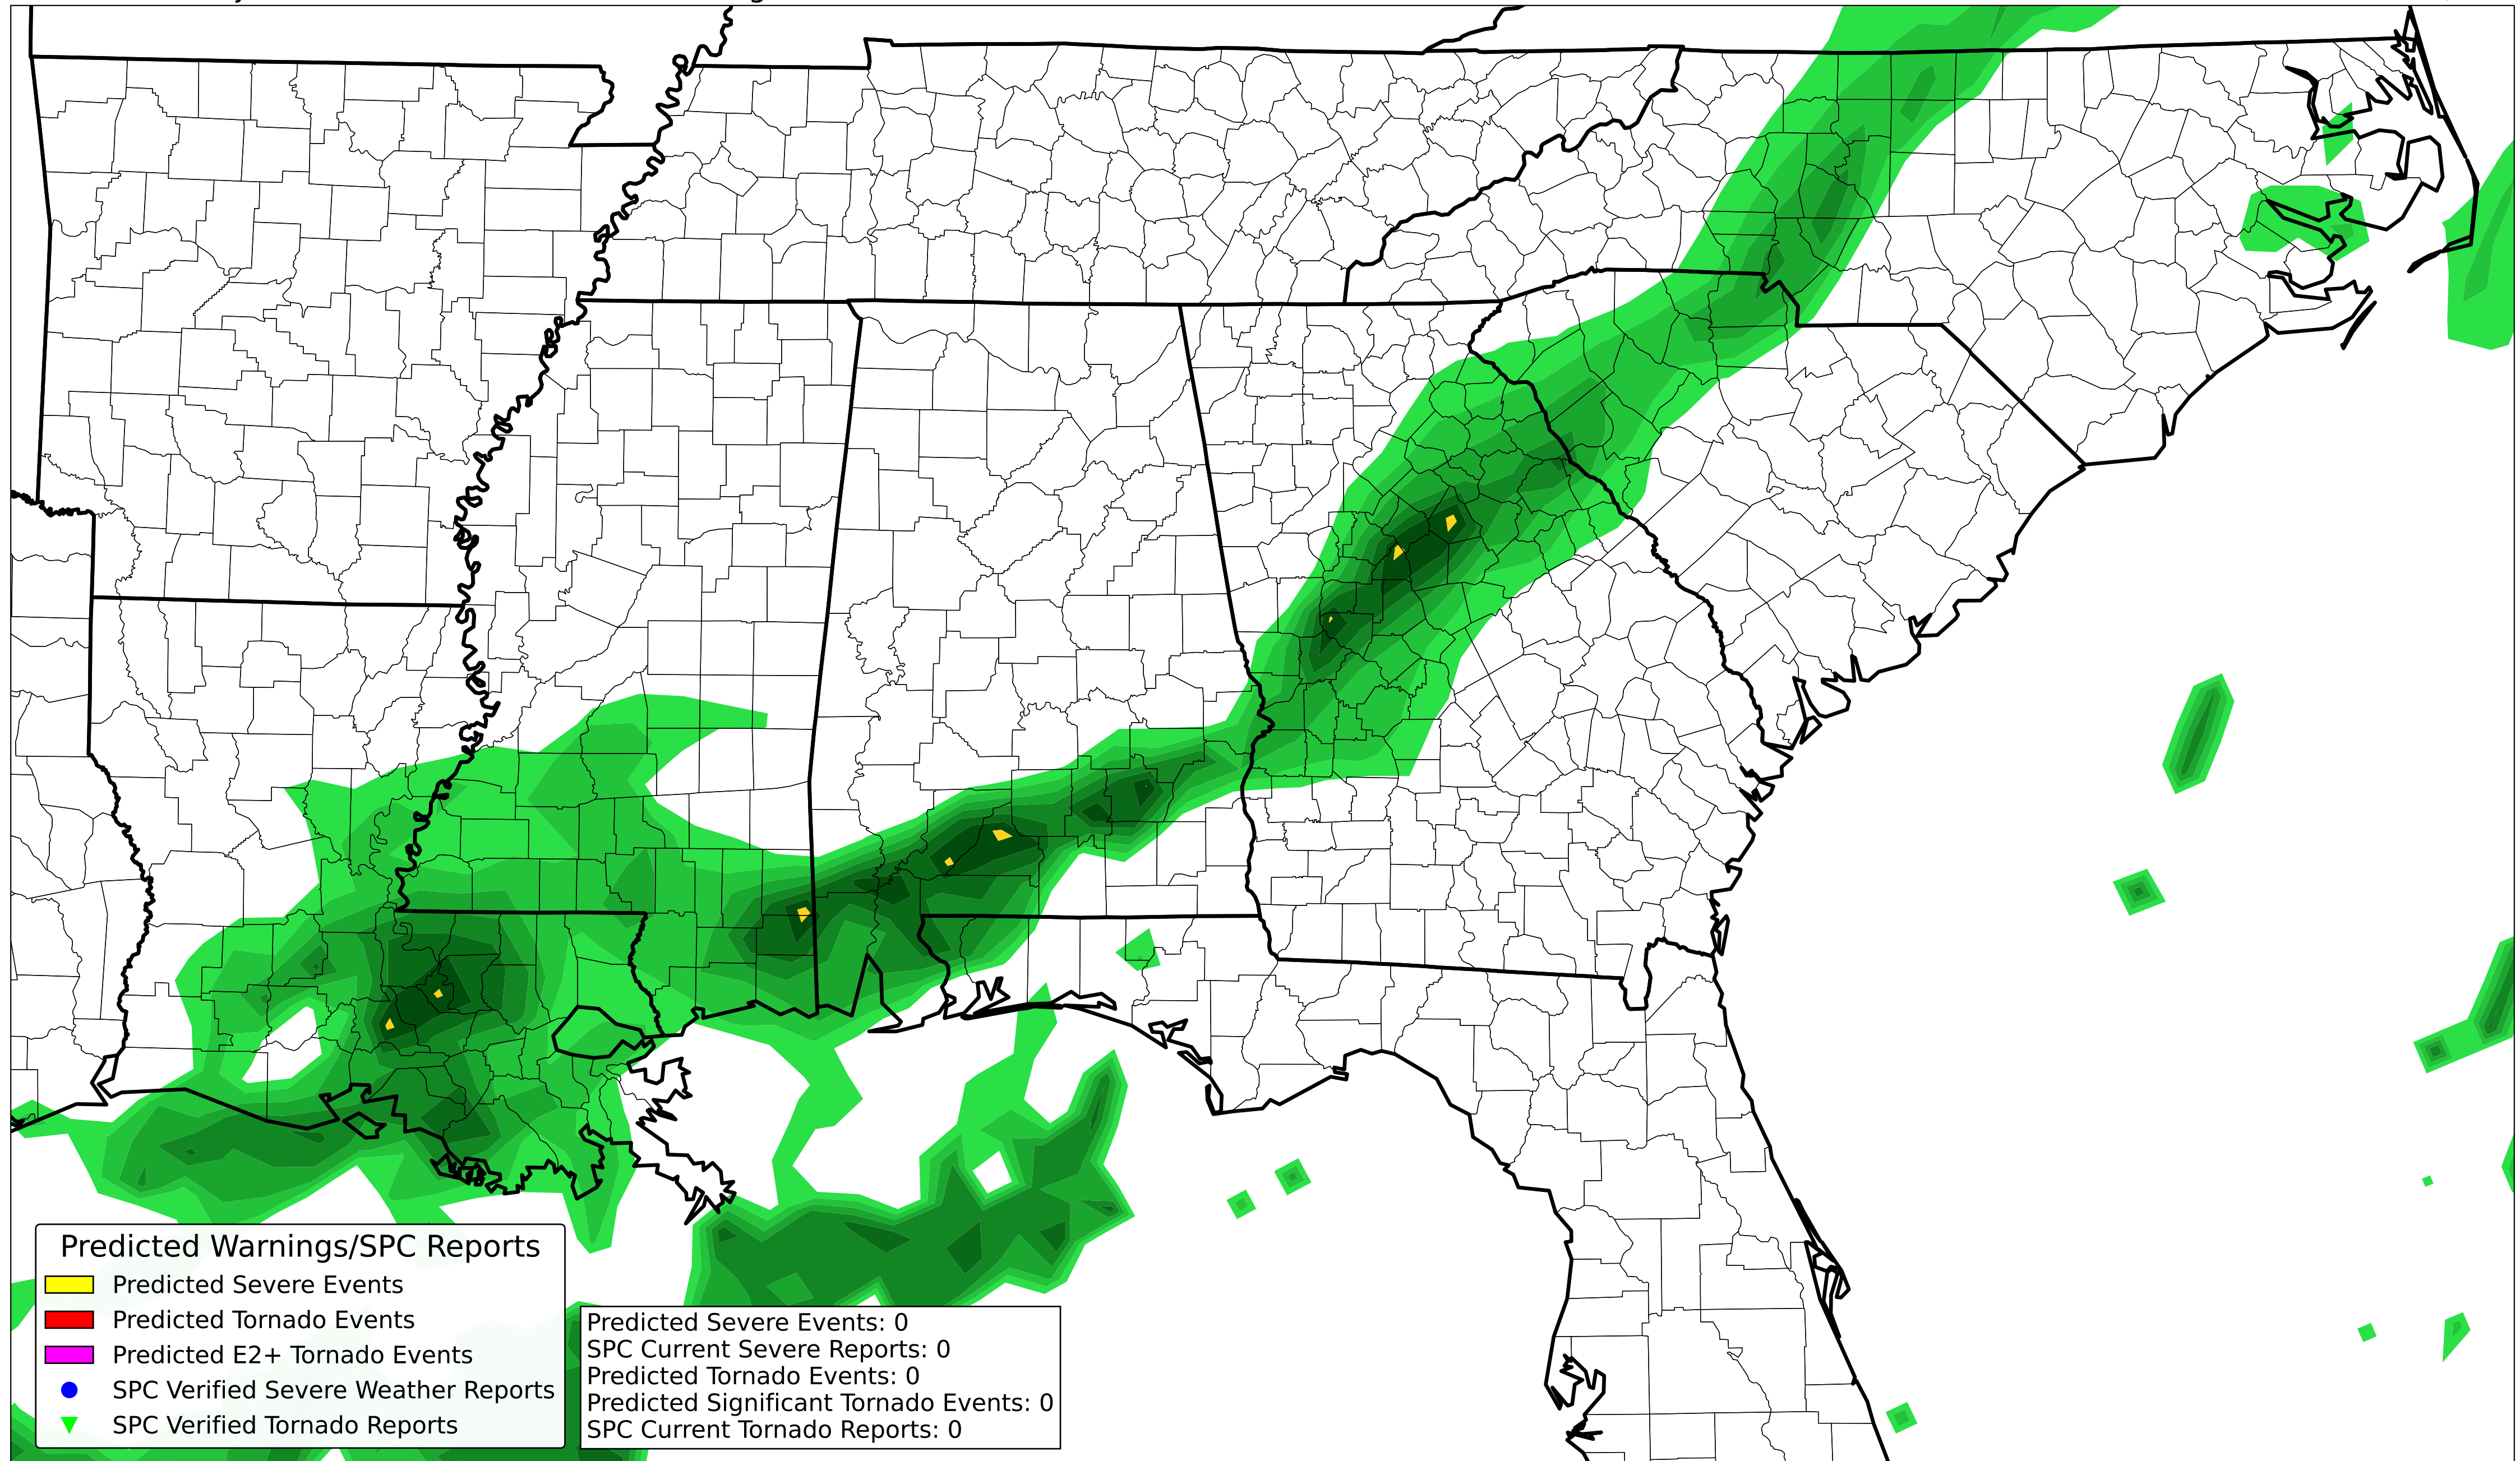 Predicted Warnings/SPC Reports
Predicted Severe Events
Predicted Tornado Events
Predicted E2+ Tornado Events
SPC Verified Severe Weather Reports
SPC Verified Tornado Reports
Predicted Severe Events: 0
SPC Current Severe Reports: 0
Predicted Tornado Events: 0
Predicted Significant Tornado Events: 0
SPC Current Tornado Reports: 0